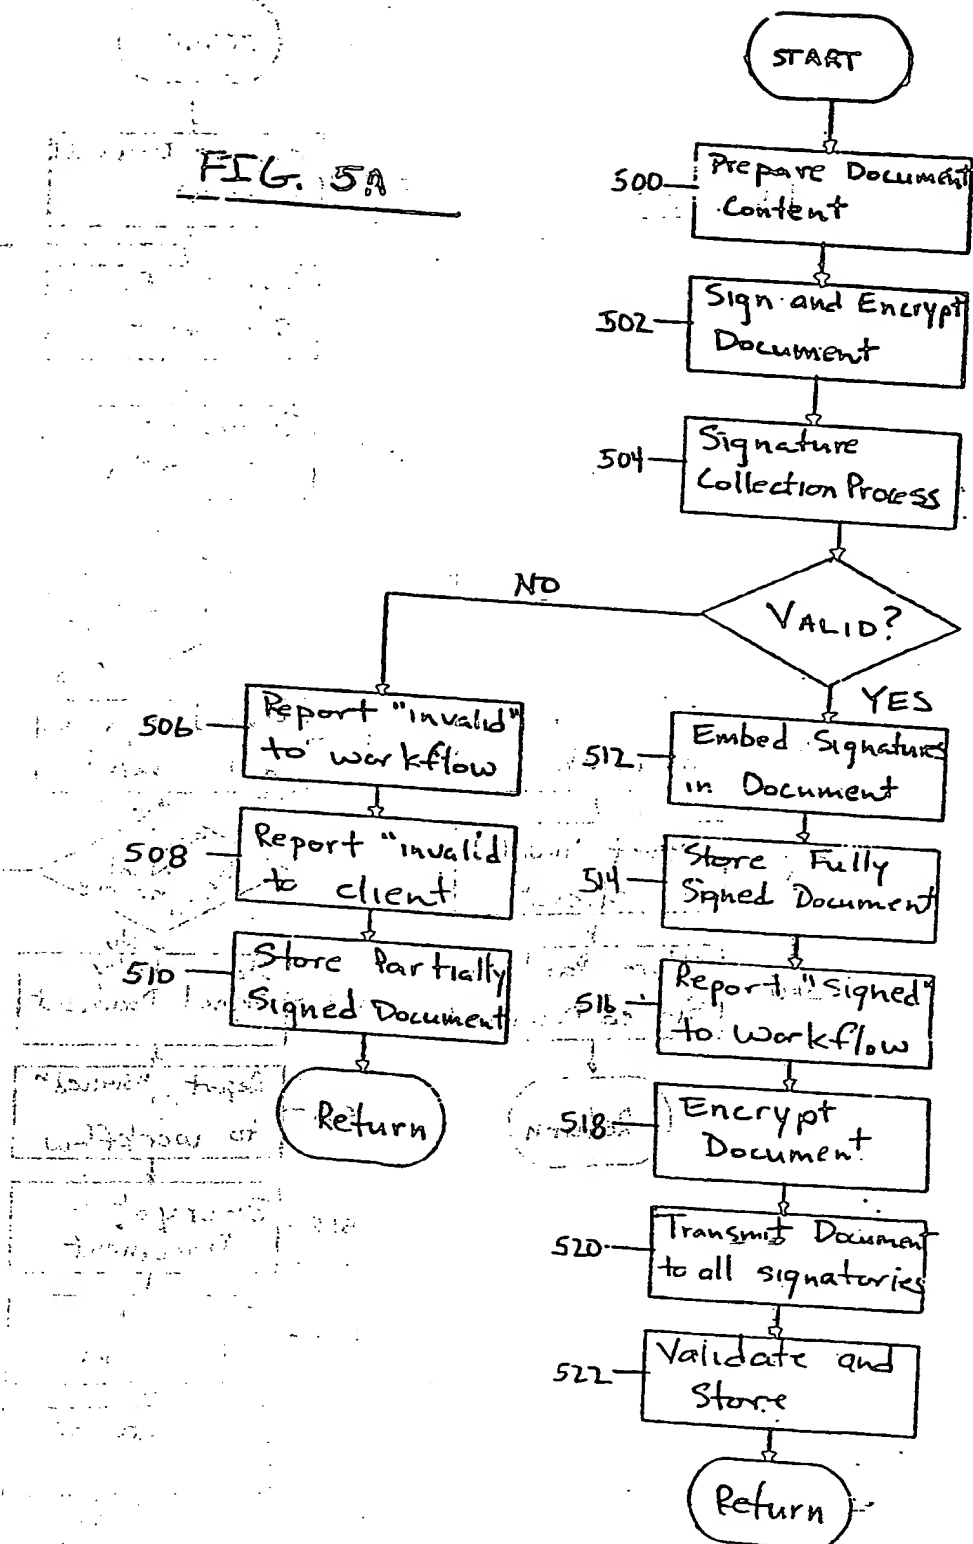 START
FIG. 5A
500
Prepare Document
Content
502
Sign and Encrypt
Document
504
Signature
Collection Process
VALID?
NO
YES
506
Report "invalid"
to workflow
508
Report "invalid
to client
510
Store Partially
Signed Document
Return
512
Embed Signatures
in Document
514
Store Fully
Signed Document
516
Report "signed"
to workflow
518
Encrypt
Document
520
Transmit Document
to all signatories
522
Validate and
Store
Return